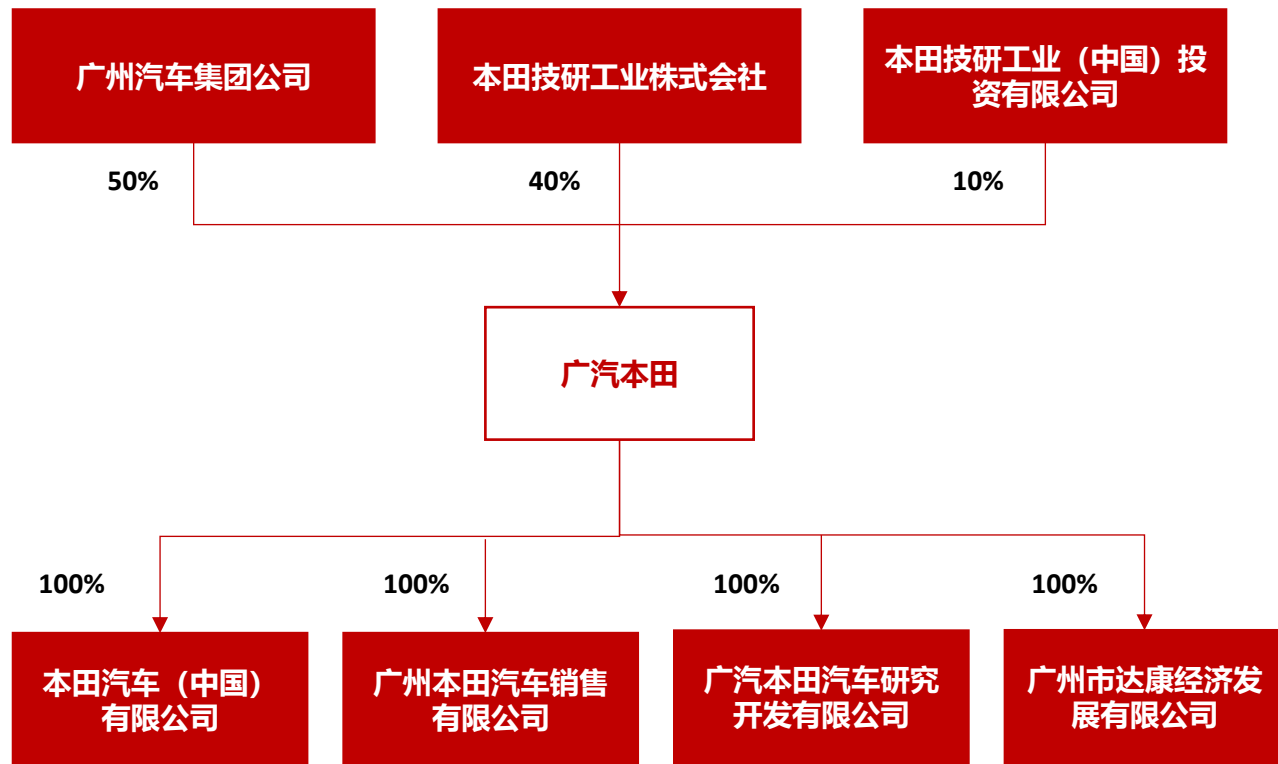 广州汽车集团公司
本田技研工业株式会社
本田技研工业（中国）投
资有限公司
50%
40%
10%
广汽本田
100%
100%
100%
100%
本田汽车（中国）
有限公司
广州本田汽车销售
有限公司
广汽本田汽车研究
开发有限公司
广州市达康经济发
展有限公司